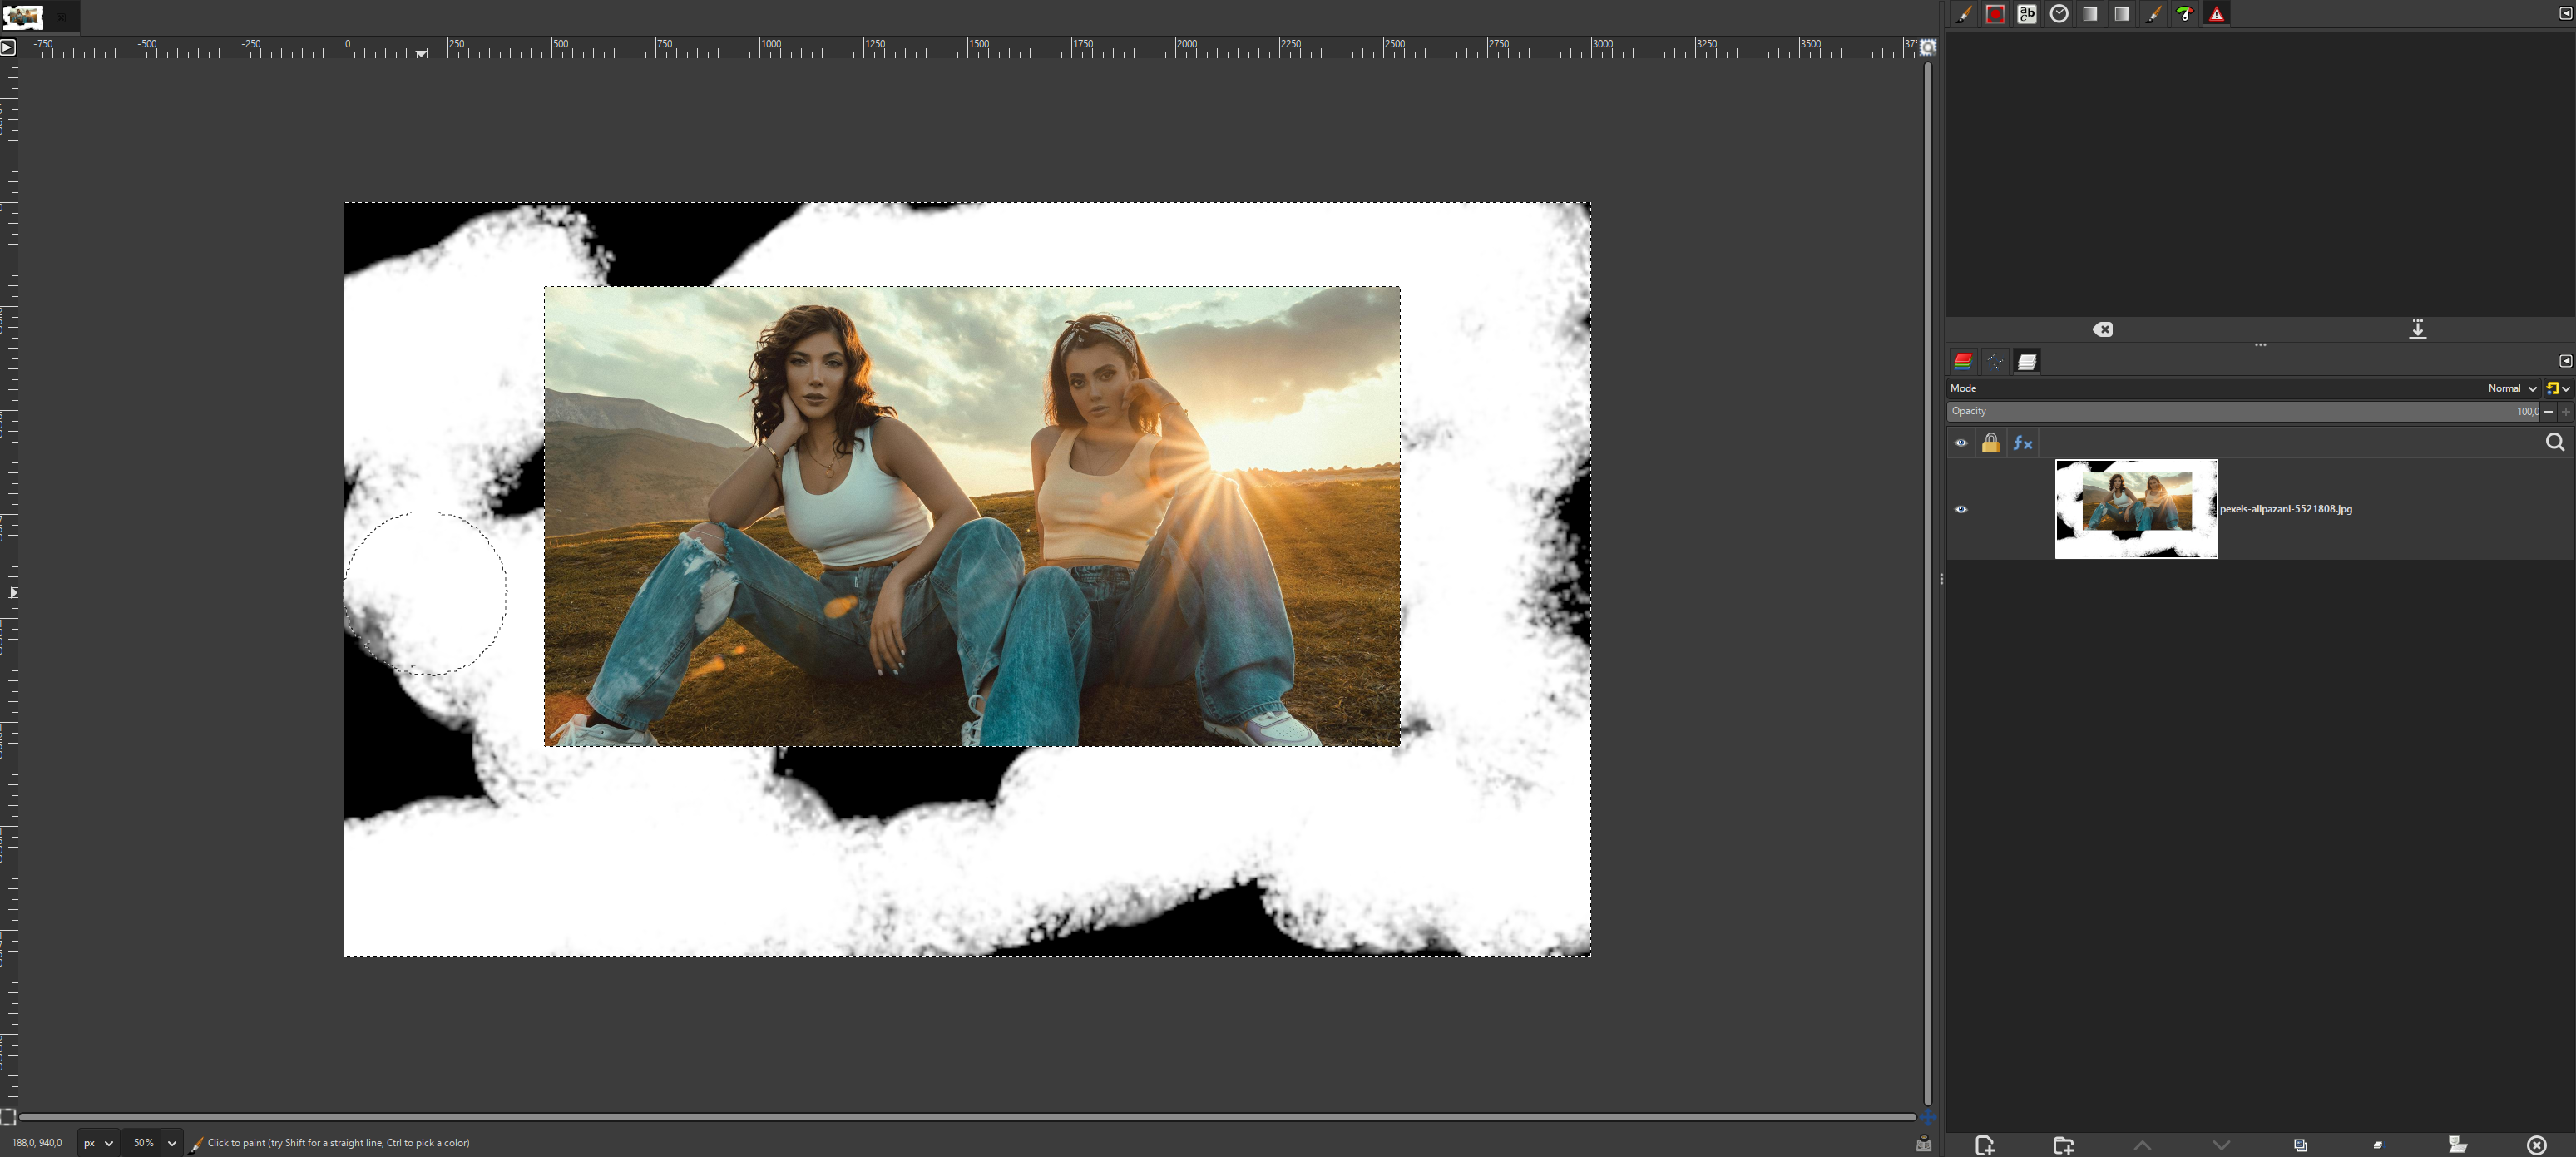 -750 -500 -250 0 250 500 750 1000 1250 1500 1750 2000 2250 2500 2750 3000 3250 3500
Mode Normal
Opacity 100,0
fx
pexels-alipazani-5521808.jpg
188,0, 940,0 px 50% Click to paint (try Shift for a straight line, Ctrl to pick a color)